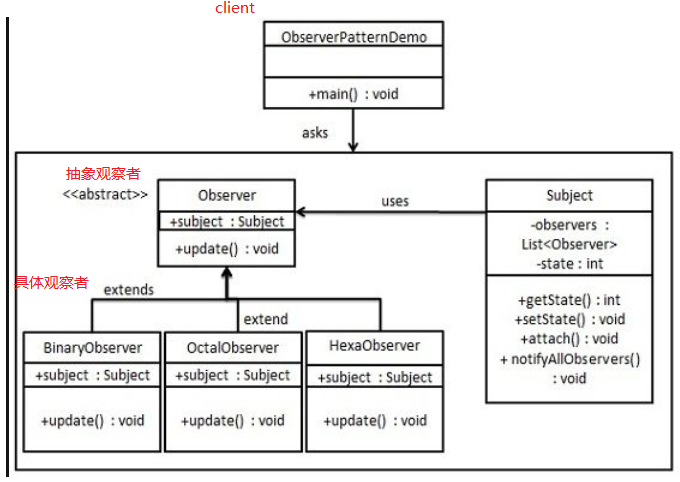 client
ObserverPatternDemo
+main() : void
asks
抽象观察者
<<abstract>>
Observer
+subject : Subject
+update() : void
uses
Subject
-observers :
List<Observer>
-state : int
+getState() : int
+setState() : void
+attach() : void
+ notifyAllObservers()
: void
具体观察者
extends
extend
BinaryObserver
+subject : Subject
+update() : void
OctalObserver
+subject : Subject
+update() : void
HexaObserver
+subject : Subject
+update() : void